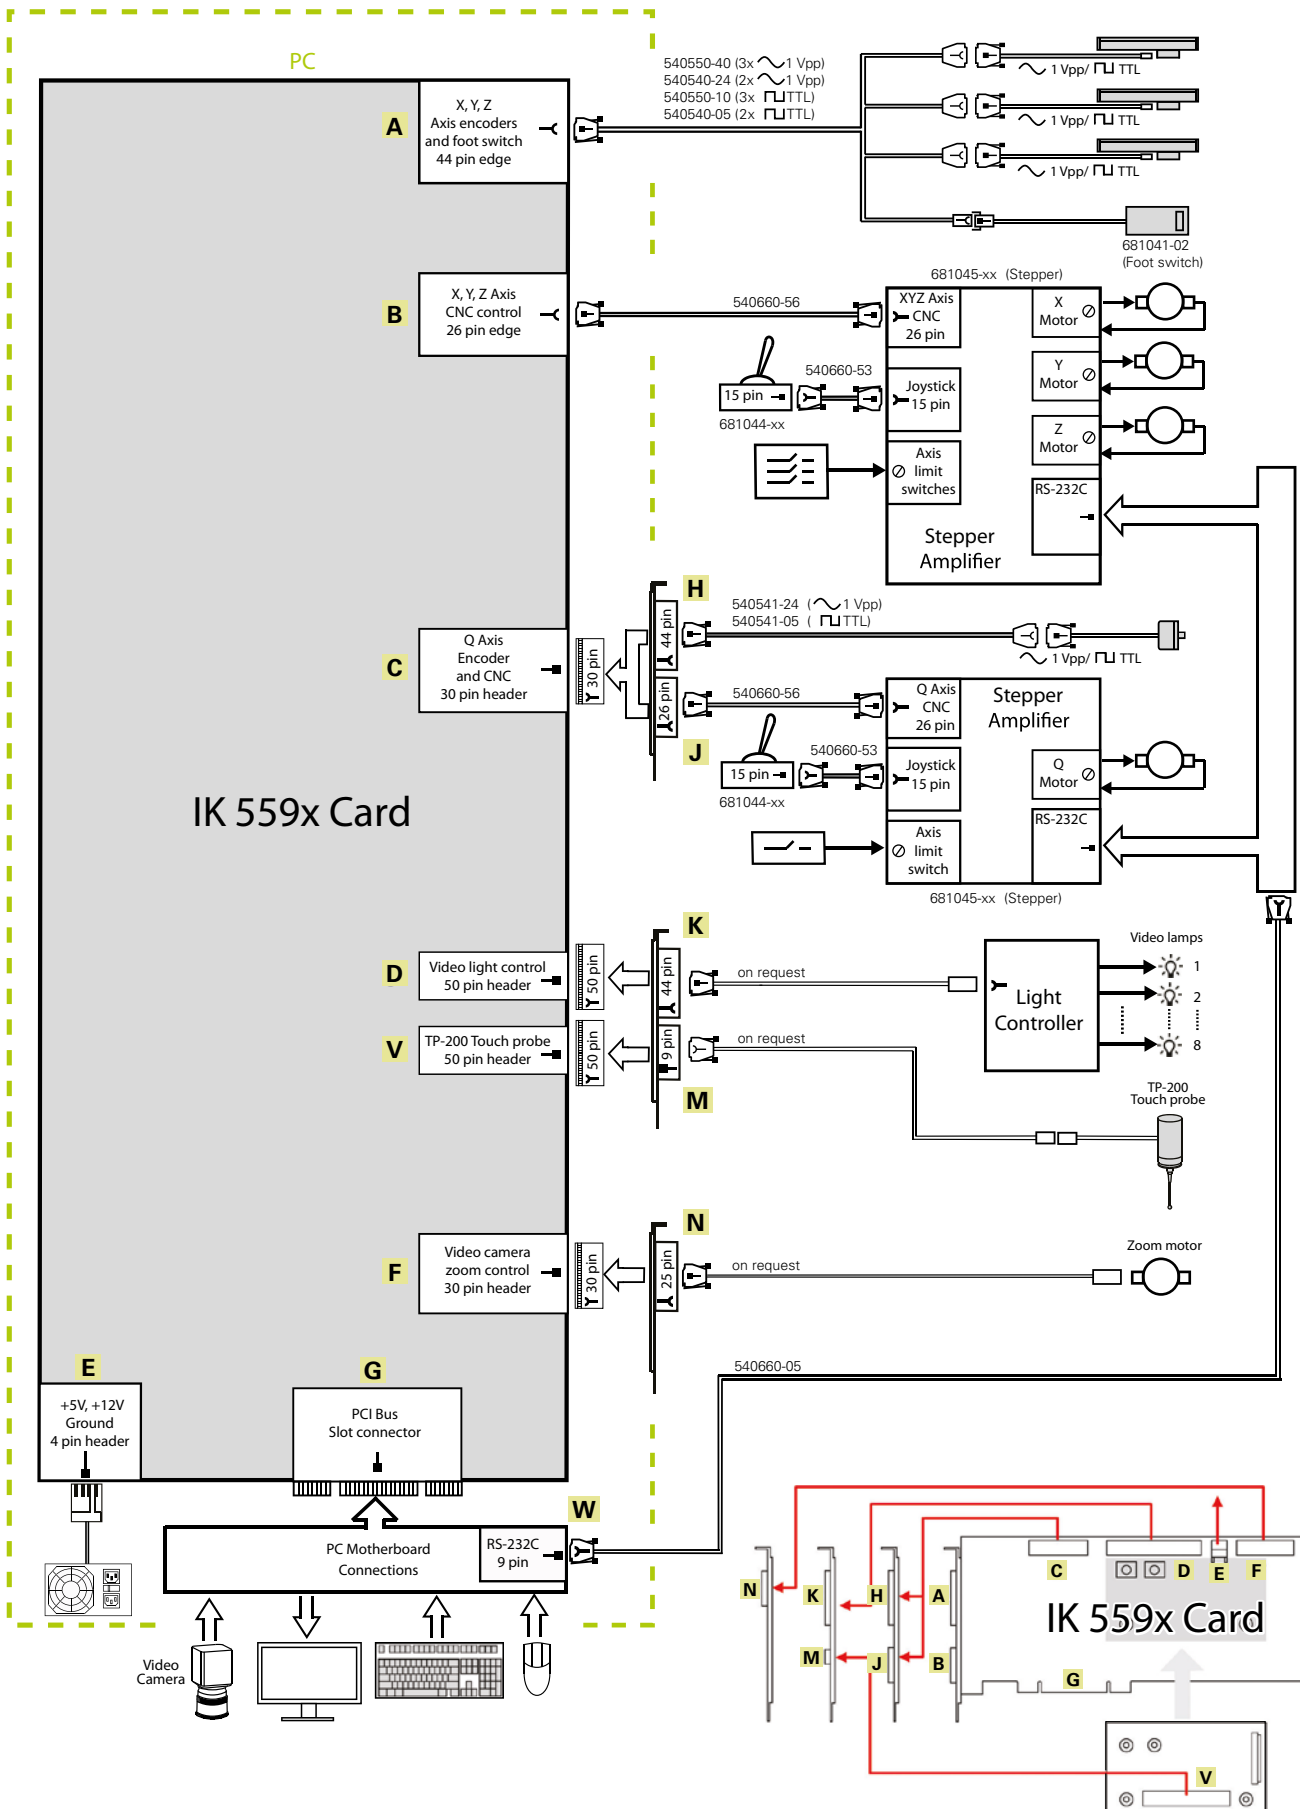 PC
540550-40 (3x 1 Vpp)
540540-24 (2x 1 Vpp)
540550-10 (3x TTL)
540540-05 (2x TTL)
1 Vpp/ TTL
1 Vpp/ TTL
1 Vpp/ TTL
A
X, Y, Z
Axis encoders
and foot switch
44 pin edge
681041-02
(Foot switch)
681045-xx (Stepper)
B
X, Y, Z Axis
CNC control
26 pin edge
540660-56
XYZ Axis
CNC
26 pin
X
Motor
Y
Motor
Z
Motor
540660-53
15 pin
681044-xx
Joystick
15 pin
Axis
limit
switches
RS-232C
Stepper
Amplifier
H
540541-24 ( 1 Vpp)
540541-05 ( TTL)
1 Vpp/ TTL
C
Q Axis
Encoder
and CNC
30 pin header
30 pin
44 pin
26 pin
J
540660-56
Q Axis
CNC
26 pin
Stepper
Amplifier
540660-53
15 pin
681044-xx
Joystick
15 pin
Q
Motor
RS-232C
Axis
limit
switch
681045-xx (Stepper)
IK 559x Card
K
D
Video light control
50 pin header
50 pin
44 pin
on request
Light
Controller
Video lamps
1
2
8
V
TP-200 Touch probe
50 pin header
50 pin
9 pin
on request
M
TP-200
Touch probe
N
F
Video camera
zoom control
30 pin header
30 pin
25 pin
on request
Zoom motor
540660-05
E
+5V, +12V
Ground
4 pin header
G
PCI Bus
Slot connector
W
PC Motherboard
Connections
RS-232C
9 pin
Video
Camera
N
K
H
A
C
D
E
F
IK 559x Card
M
J
B
G
V